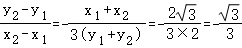 (y₂-y₁)/(x₂-x₁)=-(x₁+x₂)/(3(y₁+y₂))=-(2√3)/(3×2)=-√3/3